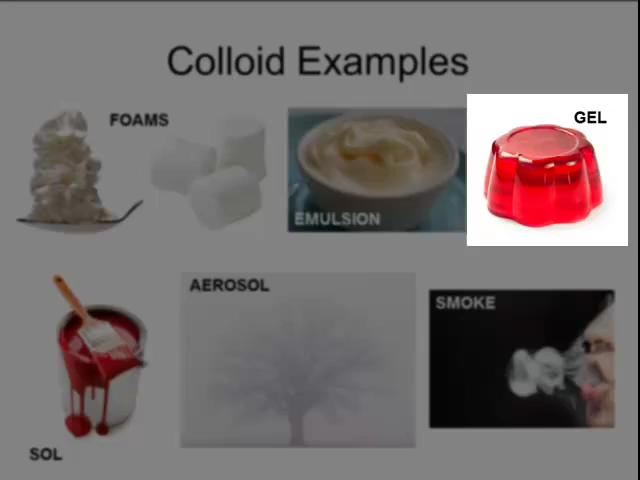 Colloid Examples
FOAMS
EMULSION
GEL
SOL
AEROSOL
SMOKE